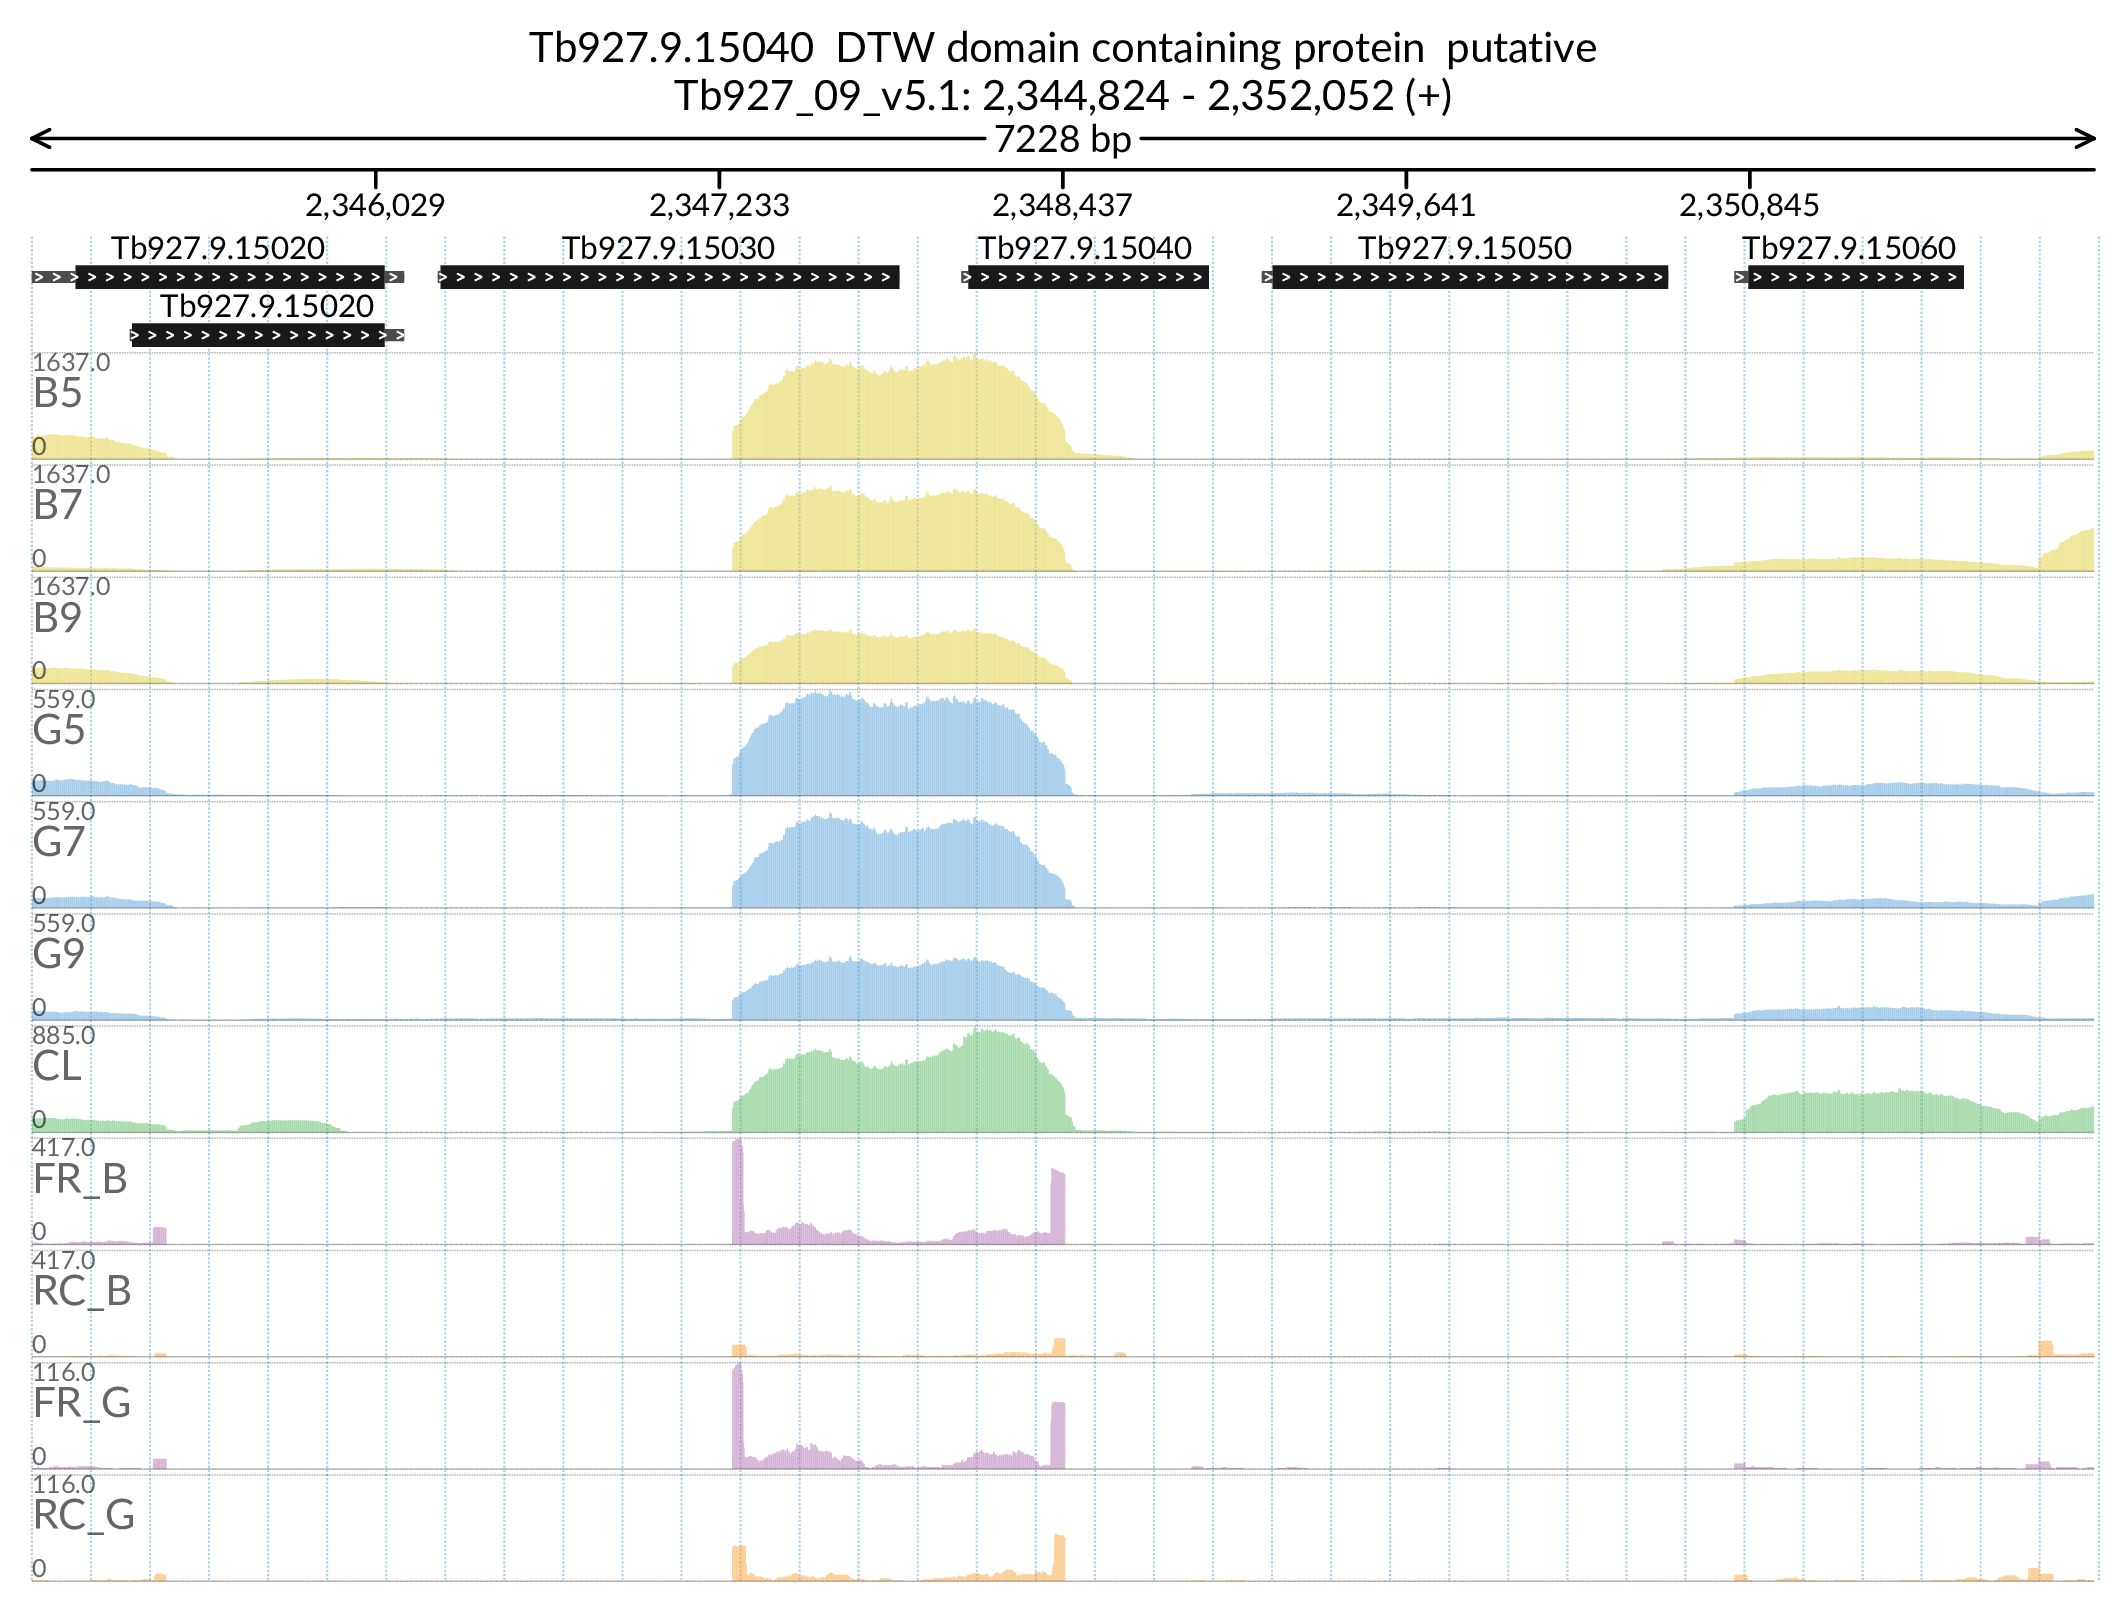 Tb927.9.15040  DTW domain containing protein  putative
Tb927_09_v5.1: 2,344,824 - 2,352,052 (+)
7228 bp
2,346,029 2,347,233 2,348,437 2,349,641 2,350,845
Tb927.9.15020 Tb927.9.15030 Tb927.9.15040 Tb927.9.15050 Tb927.9.15060
Tb927.9.15020
1637.0
B5
0
1637.0
B7
0
1637.0
B9
0
559.0
G5
0
559.0
G7
0
559.0
G9
0
885.0
CL
0
417.0
FR_B
0
417.0
RC_B
0
116.0
FR_G
0
116.0
RC_G
0